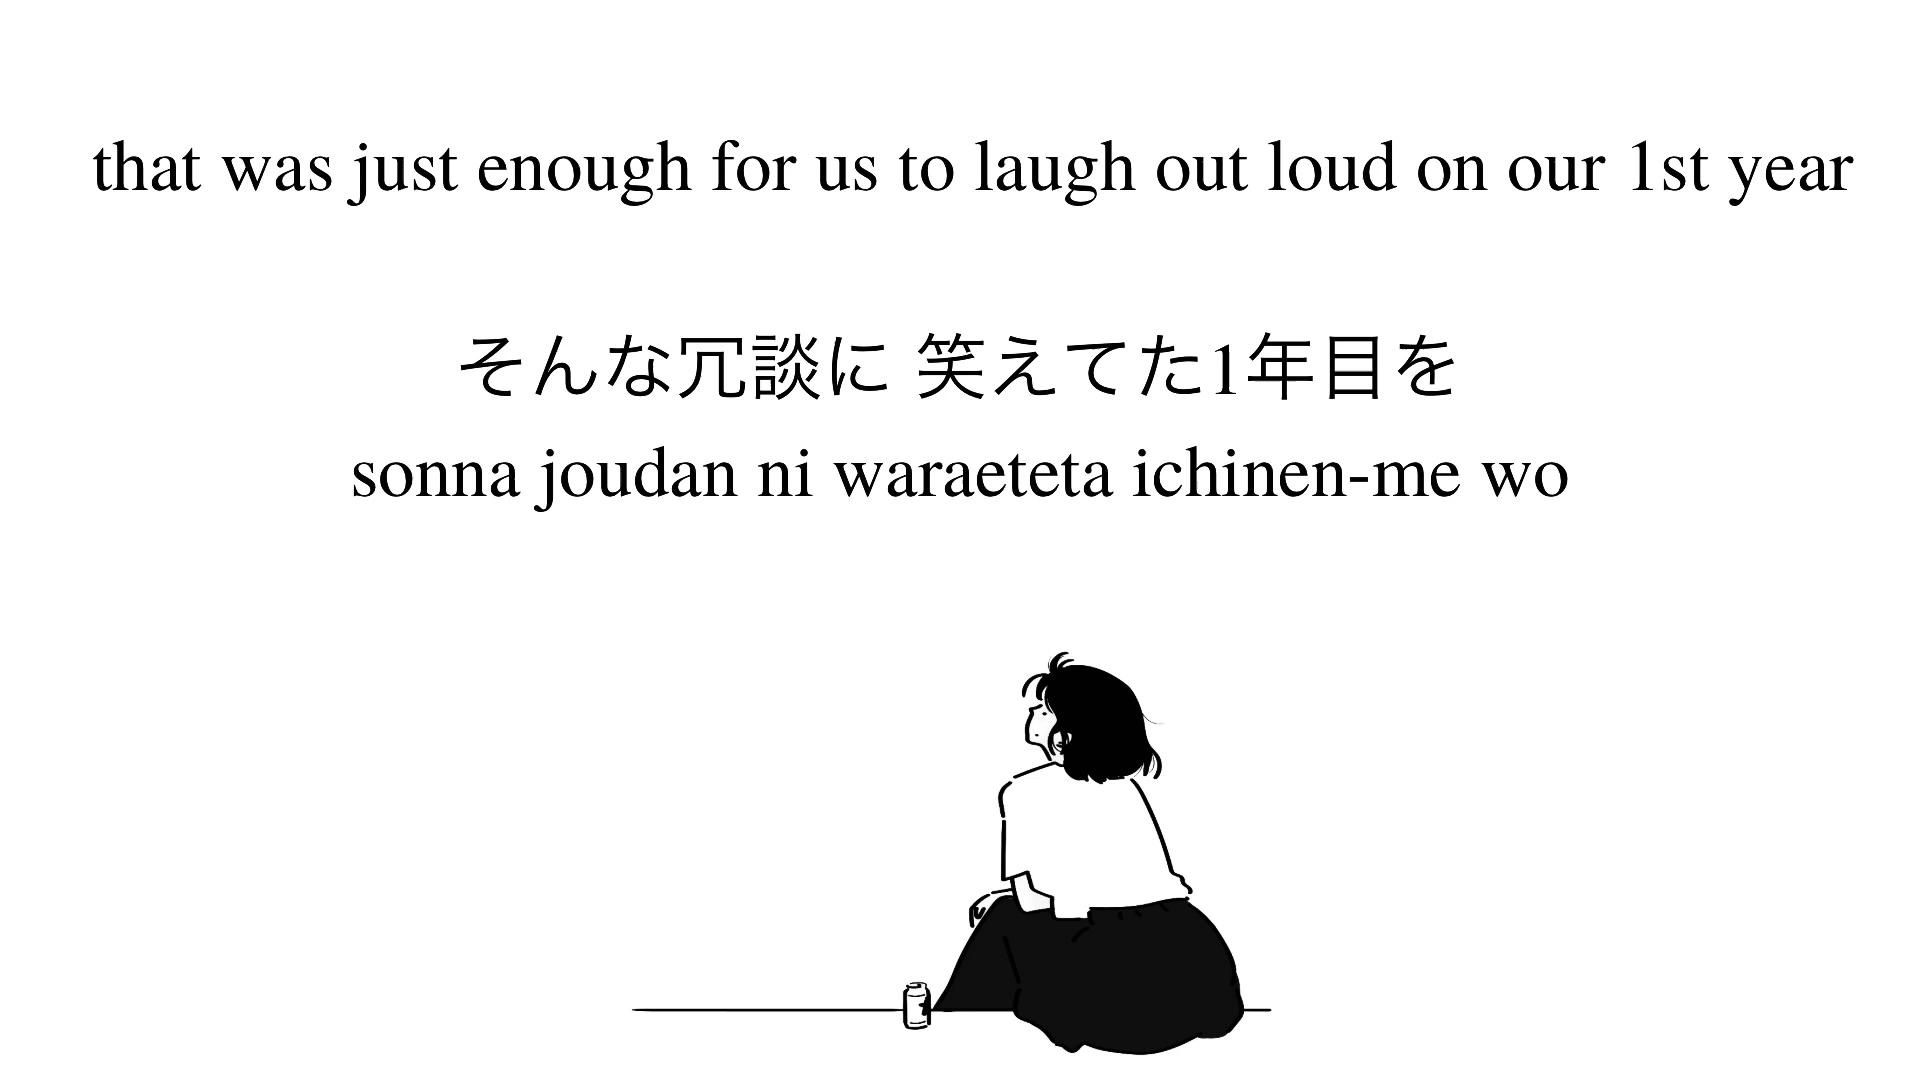 that was just enough for us to laugh out loud on our 1st year
そんな冗談に 笑えてた1年目を
sonna joudan ni waraeteta ichinen-me wo